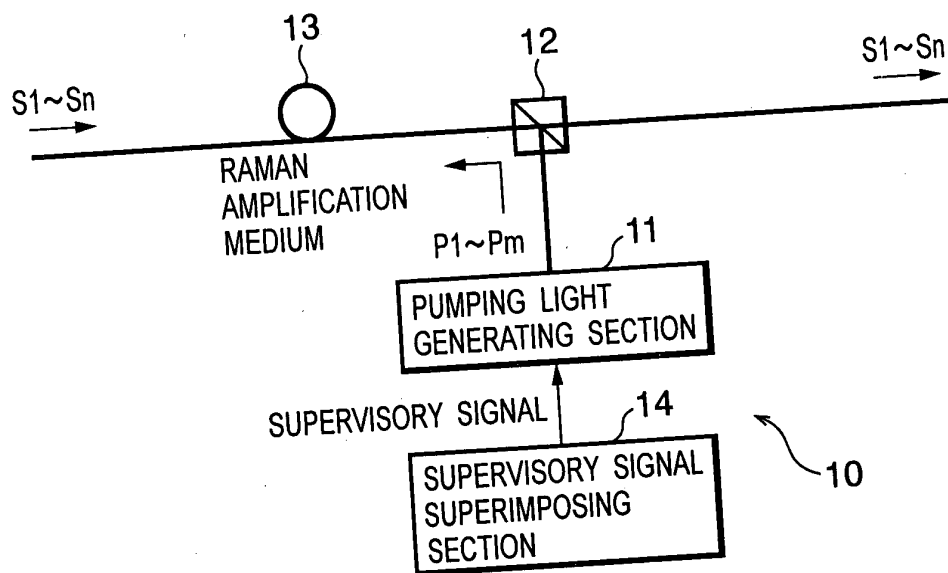 13
12
S1~Sn
S1~Sn
RAMAN
AMPLIFICATION
MEDIUM
P1~Pm
11
PUMPING LIGHT
GENERATING SECTION
SUPERVISORY SIGNAL
14
SUPERVISORY SIGNAL
SUPERIMPOSING
SECTION
10